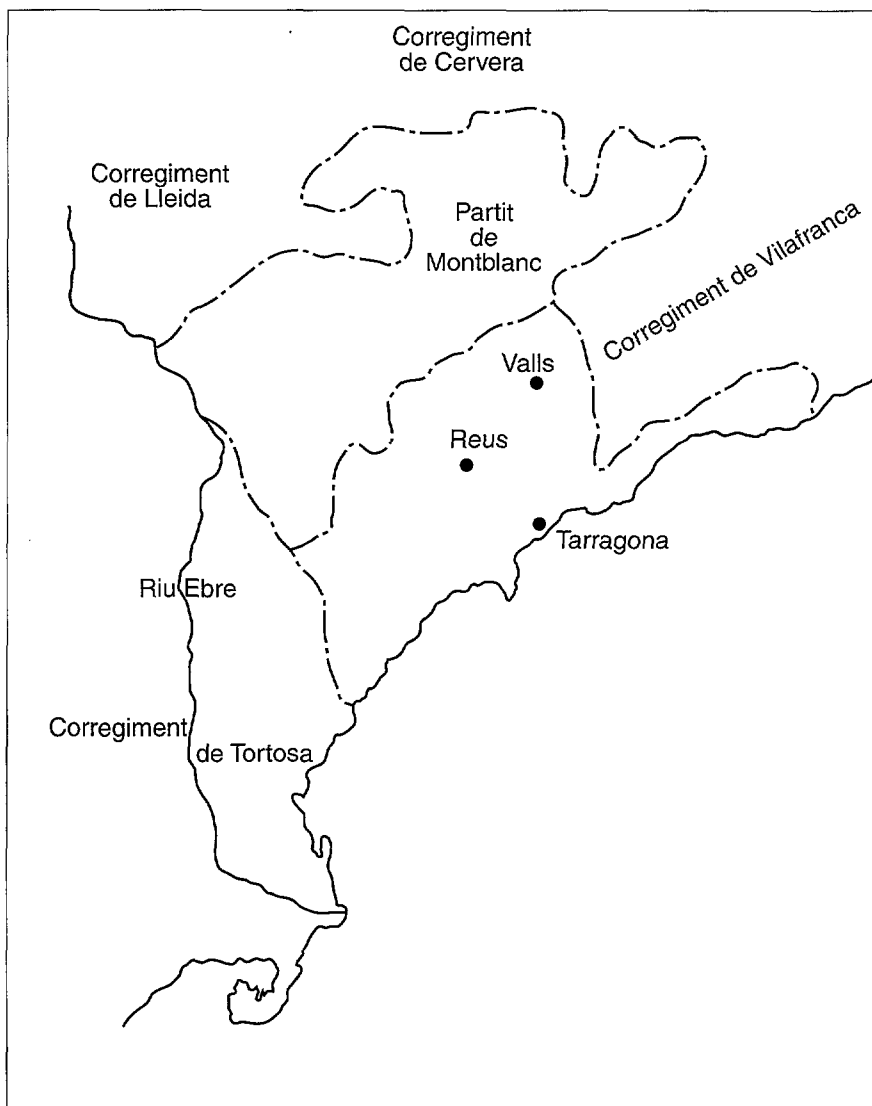 Corregiment
de Cervera
Corregiment
de Lleida
Partit
de
Montblanc
Corregiment de Vilafranca
Valls
Reus
Tarragona
Riu Ebre
Corregiment
de Tortosa